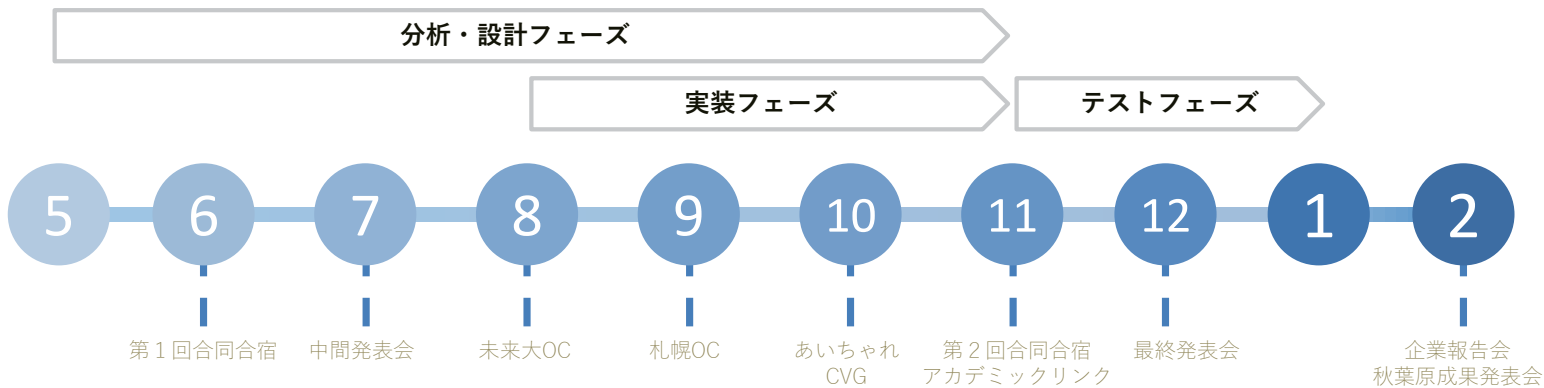 分析・設計フェーズ
実装フェーズ
テストフェーズ
5
6
7
8
9
10
11
12
1
2
第１回合同合宿
中間発表会
未来大OC
札幌OC
あいちゃれ
CVG
第２回合同合宿
アカデミックリンク
最終発表会
企業報告会
秋葉原成果発表会